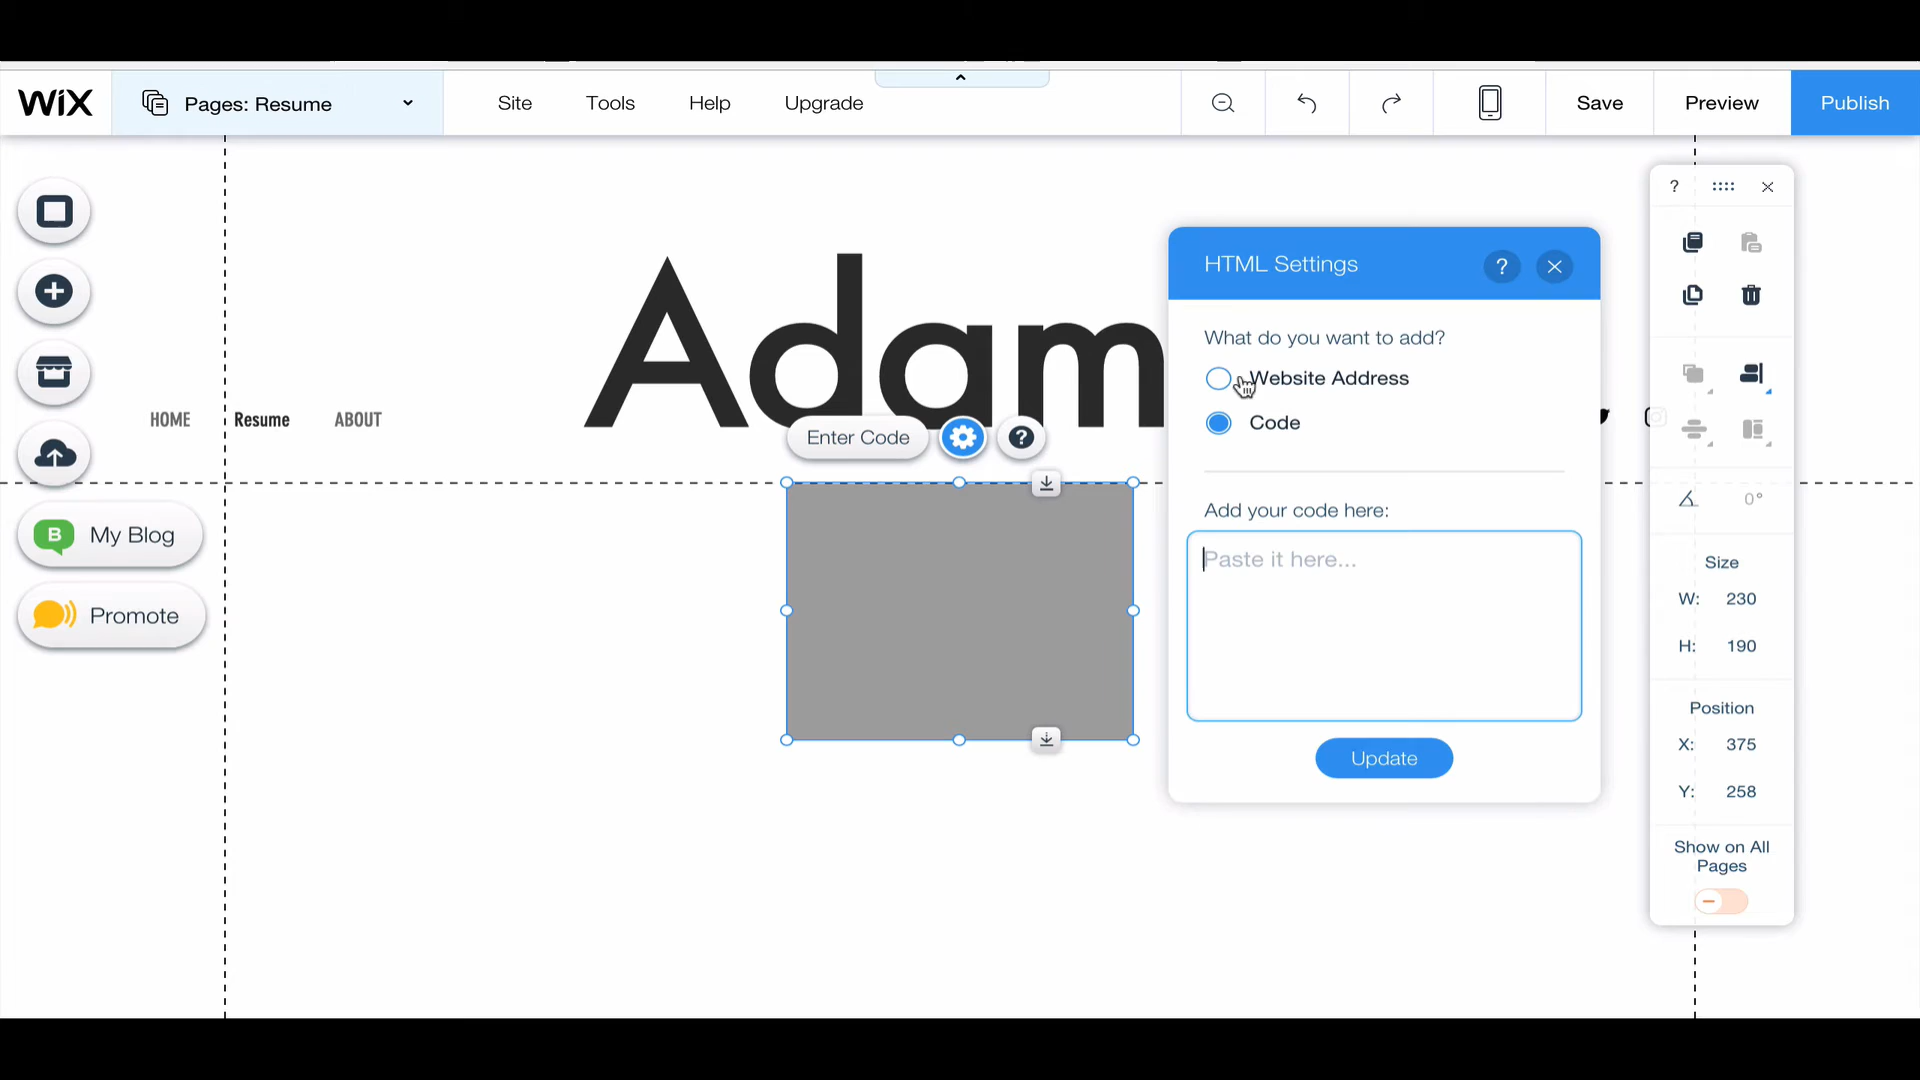 WIX
Pages: Resume
Site
Tools
Help
Upgrade
Save
Preview
Publish
Adam
HOME
Resume
ABOUT
B
My Blog
Promote
Enter Code
?
HTML Settings
?
What do you want to add?
Website Address
Code
Add your code here:
Paste it here...
Update
?
0°
Size
W: 230
H: 190
Position
X: 375
Y: 258
Show on All
Pages